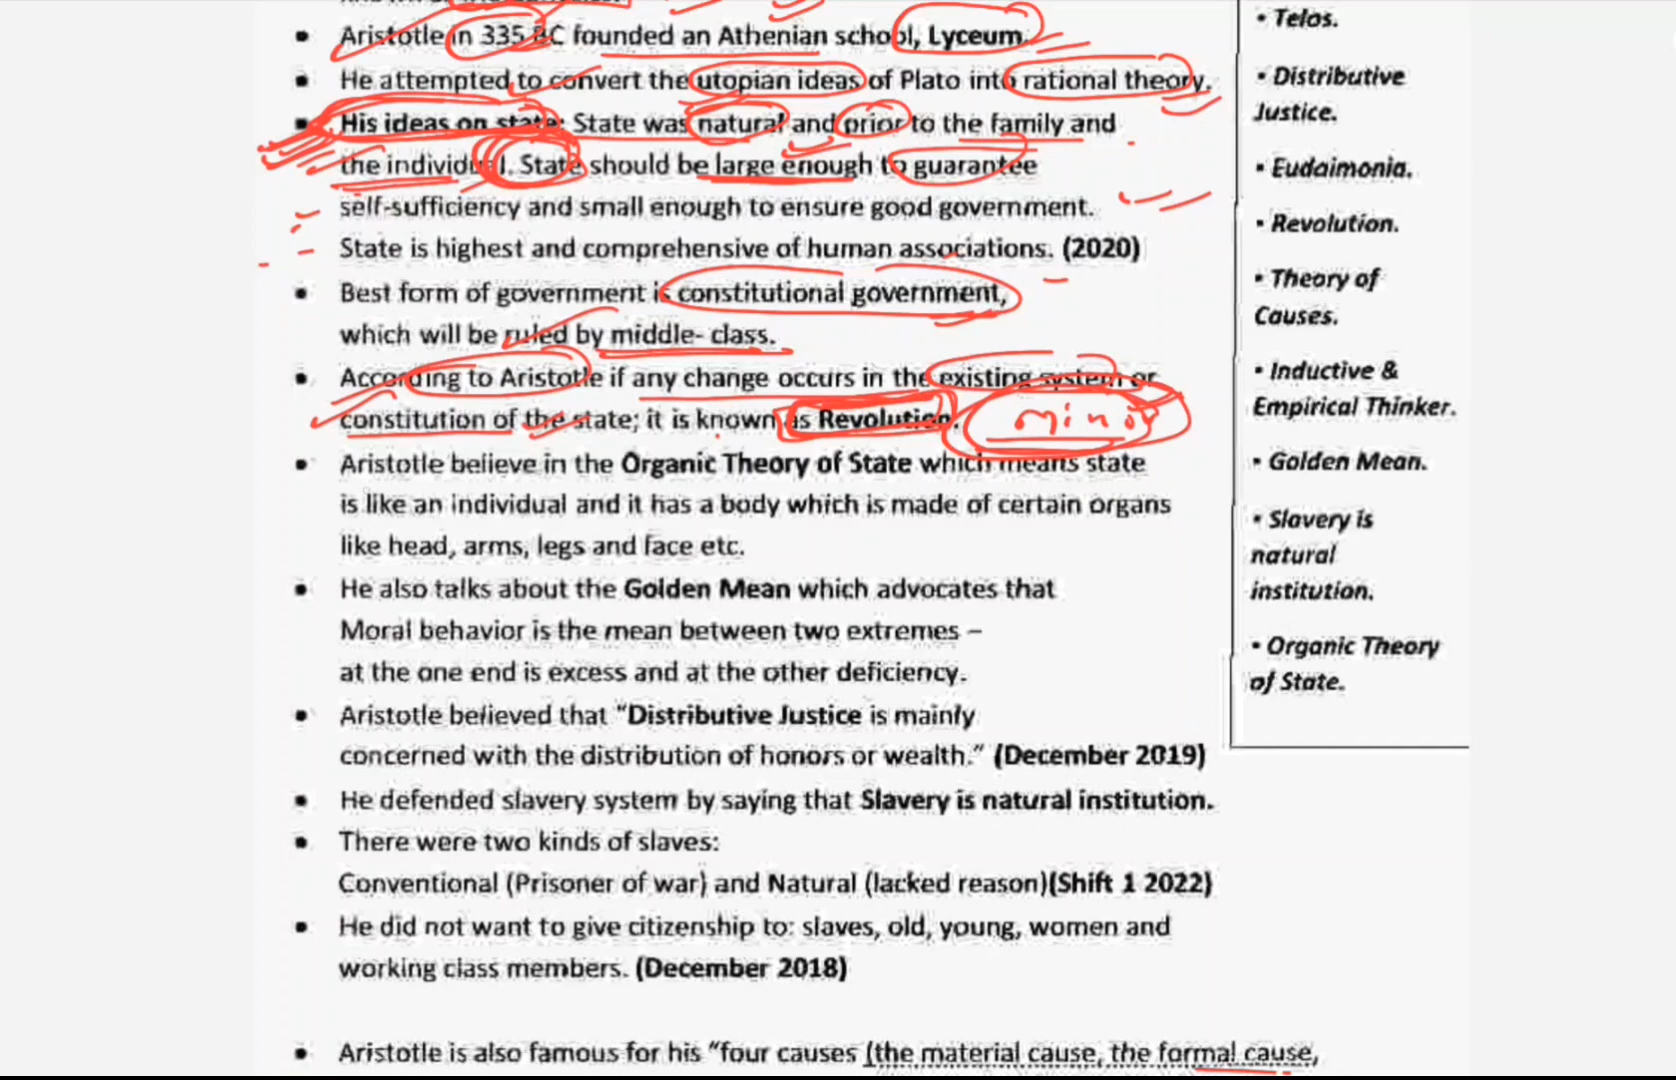 • Aristotle in 335 BC founded an Athenian school, Lyceum.
• He attempted to convert the utopian ideas of Plato into rational theory.
• His ideas on state: State was natural and prior to the family and
the individual. State should be large enough to guarantee
self-sufficiency and small enough to ensure good government.
State is highest and comprehensive of human associations. (2020)
• Best form of government is constitutional government,
which will be ruled by middle- class.
• According to Aristotle if any change occurs in the existing system or
constitution of the state; it is known as Revolution.
minor
• Aristotle believe in the Organic Theory of State which means state
is like an individual and it has a body which is made of certain organs
like head, arms, legs and face etc.
• He also talks about the Golden Mean which advocates that
Moral behavior is the mean between two extremes –
at the one end is excess and at the other deficiency.
• Aristotle believed that "Distributive Justice is mainly
concerned with the distribution of honors or wealth." (December 2019)
• He defended slavery system by saying that Slavery is natural institution.
• There were two kinds of slaves:
Conventional (Prisoner of war) and Natural (lacked reason)(Shift 1 2022)
• He did not want to give citizenship to: slaves, old, young, women and
working class members. (December 2018)
• Aristotle is also famous for his "four causes (the material cause, the formal cause,
• Telos.
• Distributive
Justice.
• Eudaimonia.
• Revolution.
• Theory of
Causes.
• Inductive &
Empirical Thinker.
• Golden Mean.
• Slavery is
natural
institution.
• Organic Theory
of State.